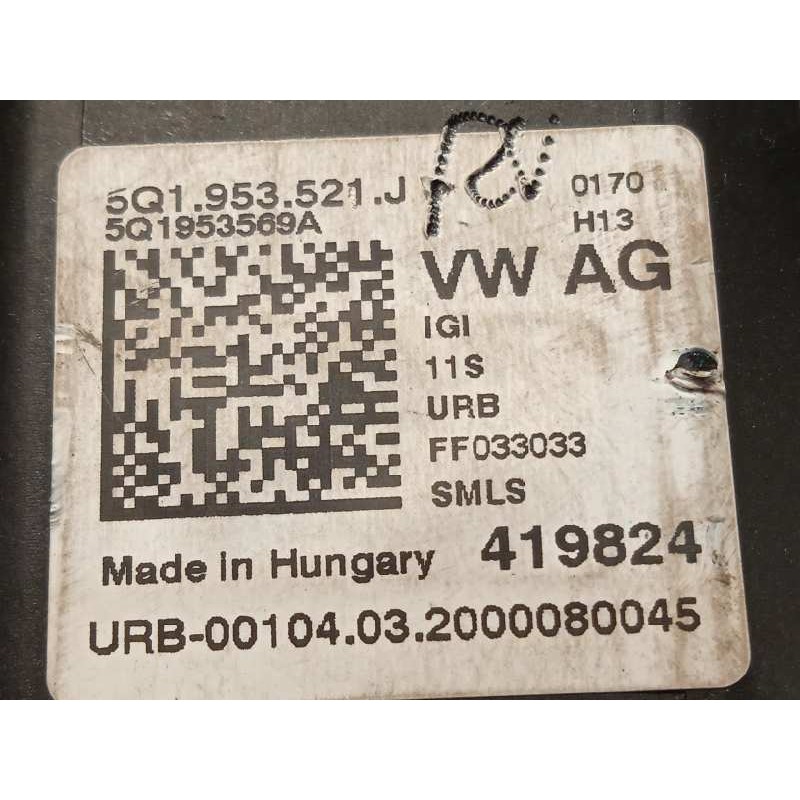 5Q1.953.521.J
5Q1953569A
0170
H13
VW AG
IGI
11S
URB
FF033033
SMLS
Made in Hungary
419824
URB-00104.03.2000080045